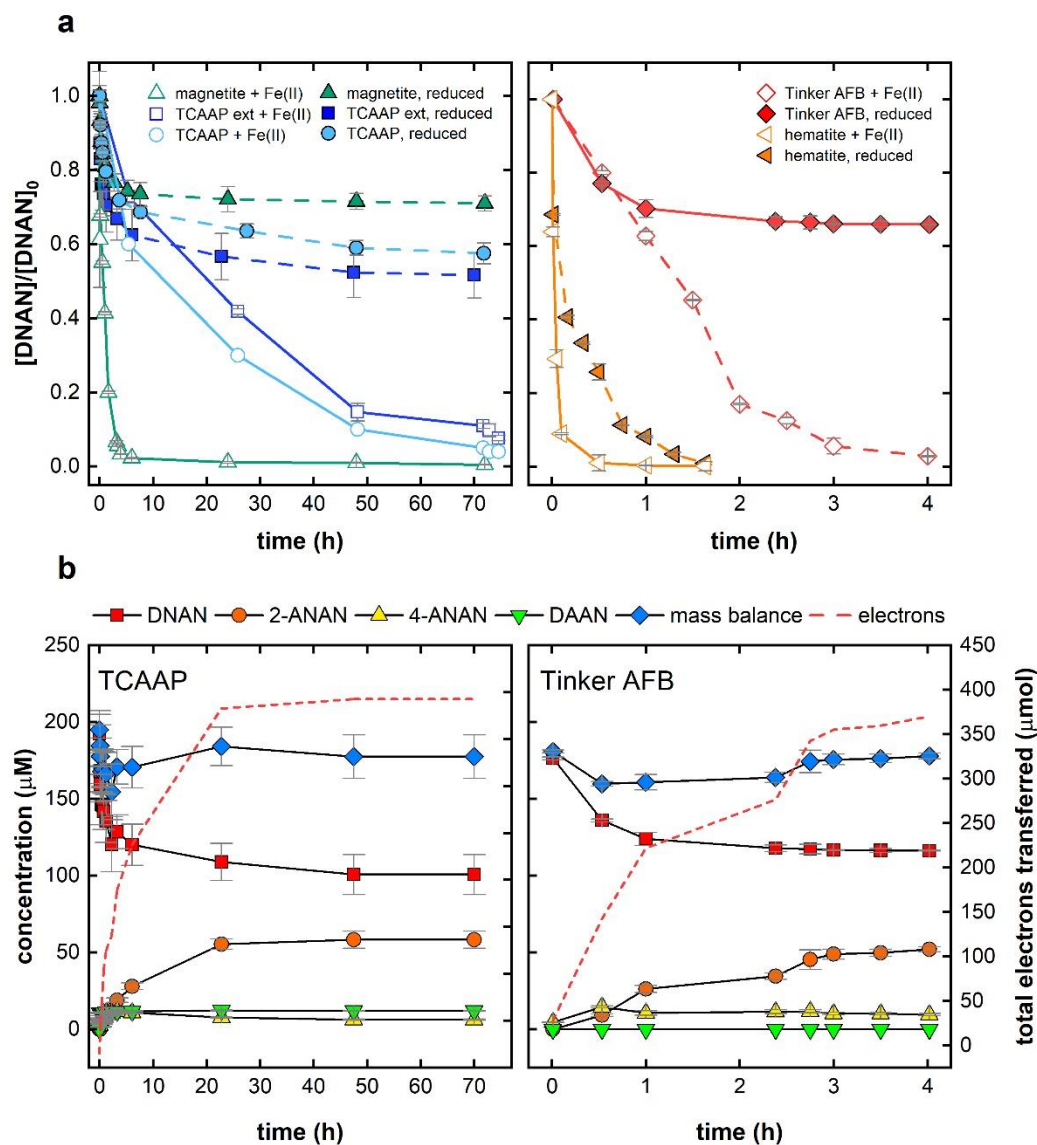 a
magnetite + Fe(II) magnetite, reduced
TCAAP ext + Fe(II) TCAAP ext, reduced
TCAAP + Fe(II) TCAAP, reduced
Tinker AFB + Fe(II)
Tinker AFB, reduced
hematite + Fe(II)
hematite, reduced
[DNAN]/[DNAN]0
1.0
0.8
0.6
0.4
0.2
0.0
0 10 20 30 40 50 60 70
time (h)
0 1 2 3 4
time (h)
b
DNAN 2-ANAN 4-ANAN DAAN mass balance electrons
TCAAP
Tinker AFB
concentration (μM)
250
200
150
100
50
0
0 10 20 30 40 50 60 70
time (h)
0 1 2 3 4
time (h)
450
400
350
300
250
200
150
100
50
0
total electrons transferred (μmol)